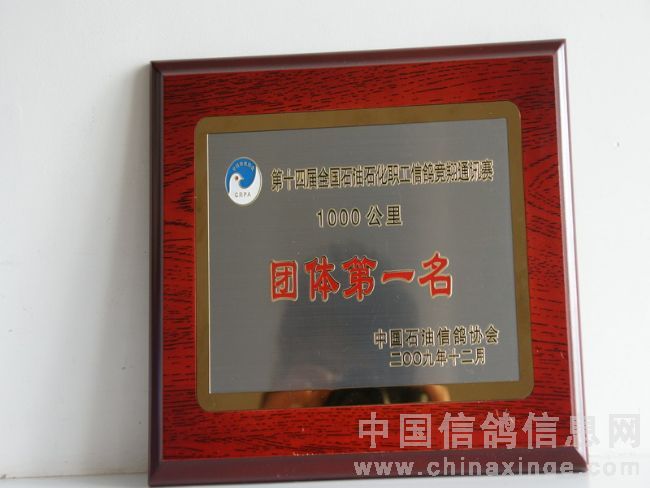 CRPA
第十四届全国石油石化职工信鸽竞翔通讯赛
1000公里
团体第一名
中国石油信鸽协会
二OO九年十二月
中国信鸽信息网
www.chinaxinge.com